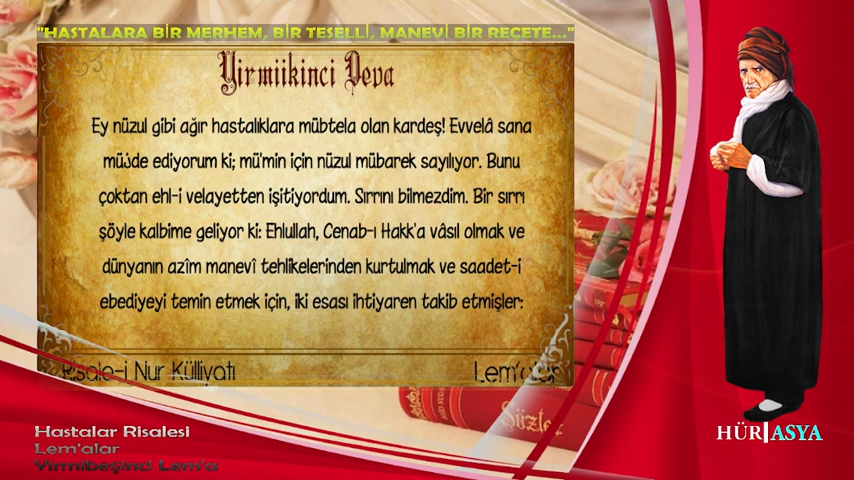 "HASTALARA BİR MERHEM, BİR TESELLİ, MANEVİ BİR REÇETE..."
Yirmiikinci Deva
Ey nüzul gibi ağır hastalıklara mübtela olan kardeş! Evvelâ sana
müjde ediyorum ki; mü'min için nüzul mübarek sayılıyor. Bunu
çoktan ehl-i velayetten işitiyordum. Sırrını bilmezdim. Bir sırrı
şöyle kalbime geliyor ki: Ehlullah, Cenab-ı Hakk'a vâsıl olmak ve
dünyanın azîm manevî tehlikelerinden kurtulmak ve saadet-i
ebediyeyi temin etmek için, iki esası ihtiyaren takib etmişler:
Risale-i Nur Külliyatı
Lem'alar
Sözler
Hastalar Risalesi
Lem'alar
Yirmibeşinci Lem'a
HÜR ASYA